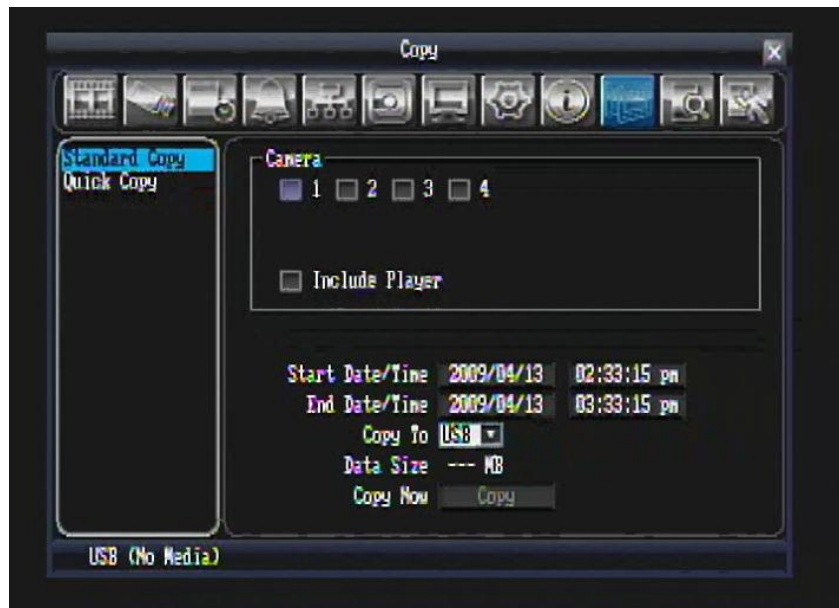 Copy
Standard Copy
Quick Copy
Camera
1 2 3 4
Include Player
Start Date/Time 2009/04/13 02:33:15 pm
End Date/Time 2009/04/13 03:33:15 pm
Copy To USB
Data Size --- MB
Copy Now Copy
USB (No Media)